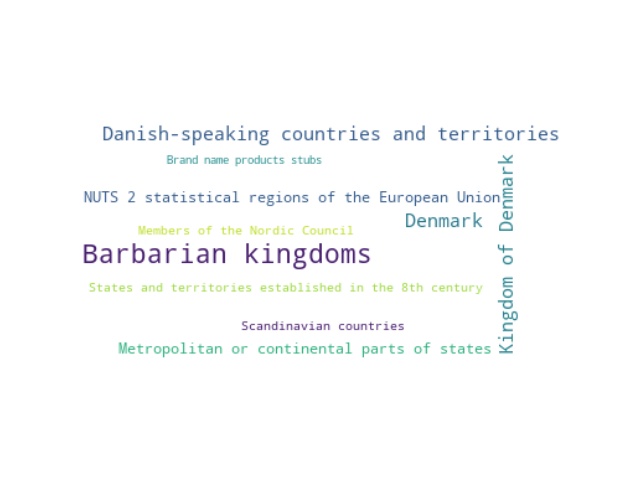 Danish-speaking countries and territories
Brand name products stubs
NUTS 2 statistical regions of the European Union
Denmark
Members of the Nordic Council
Barbarian kingdoms
States and territories established in the 8th century
Scandinavian countries
Metropolitan or continental parts of states
Kingdom of Denmark